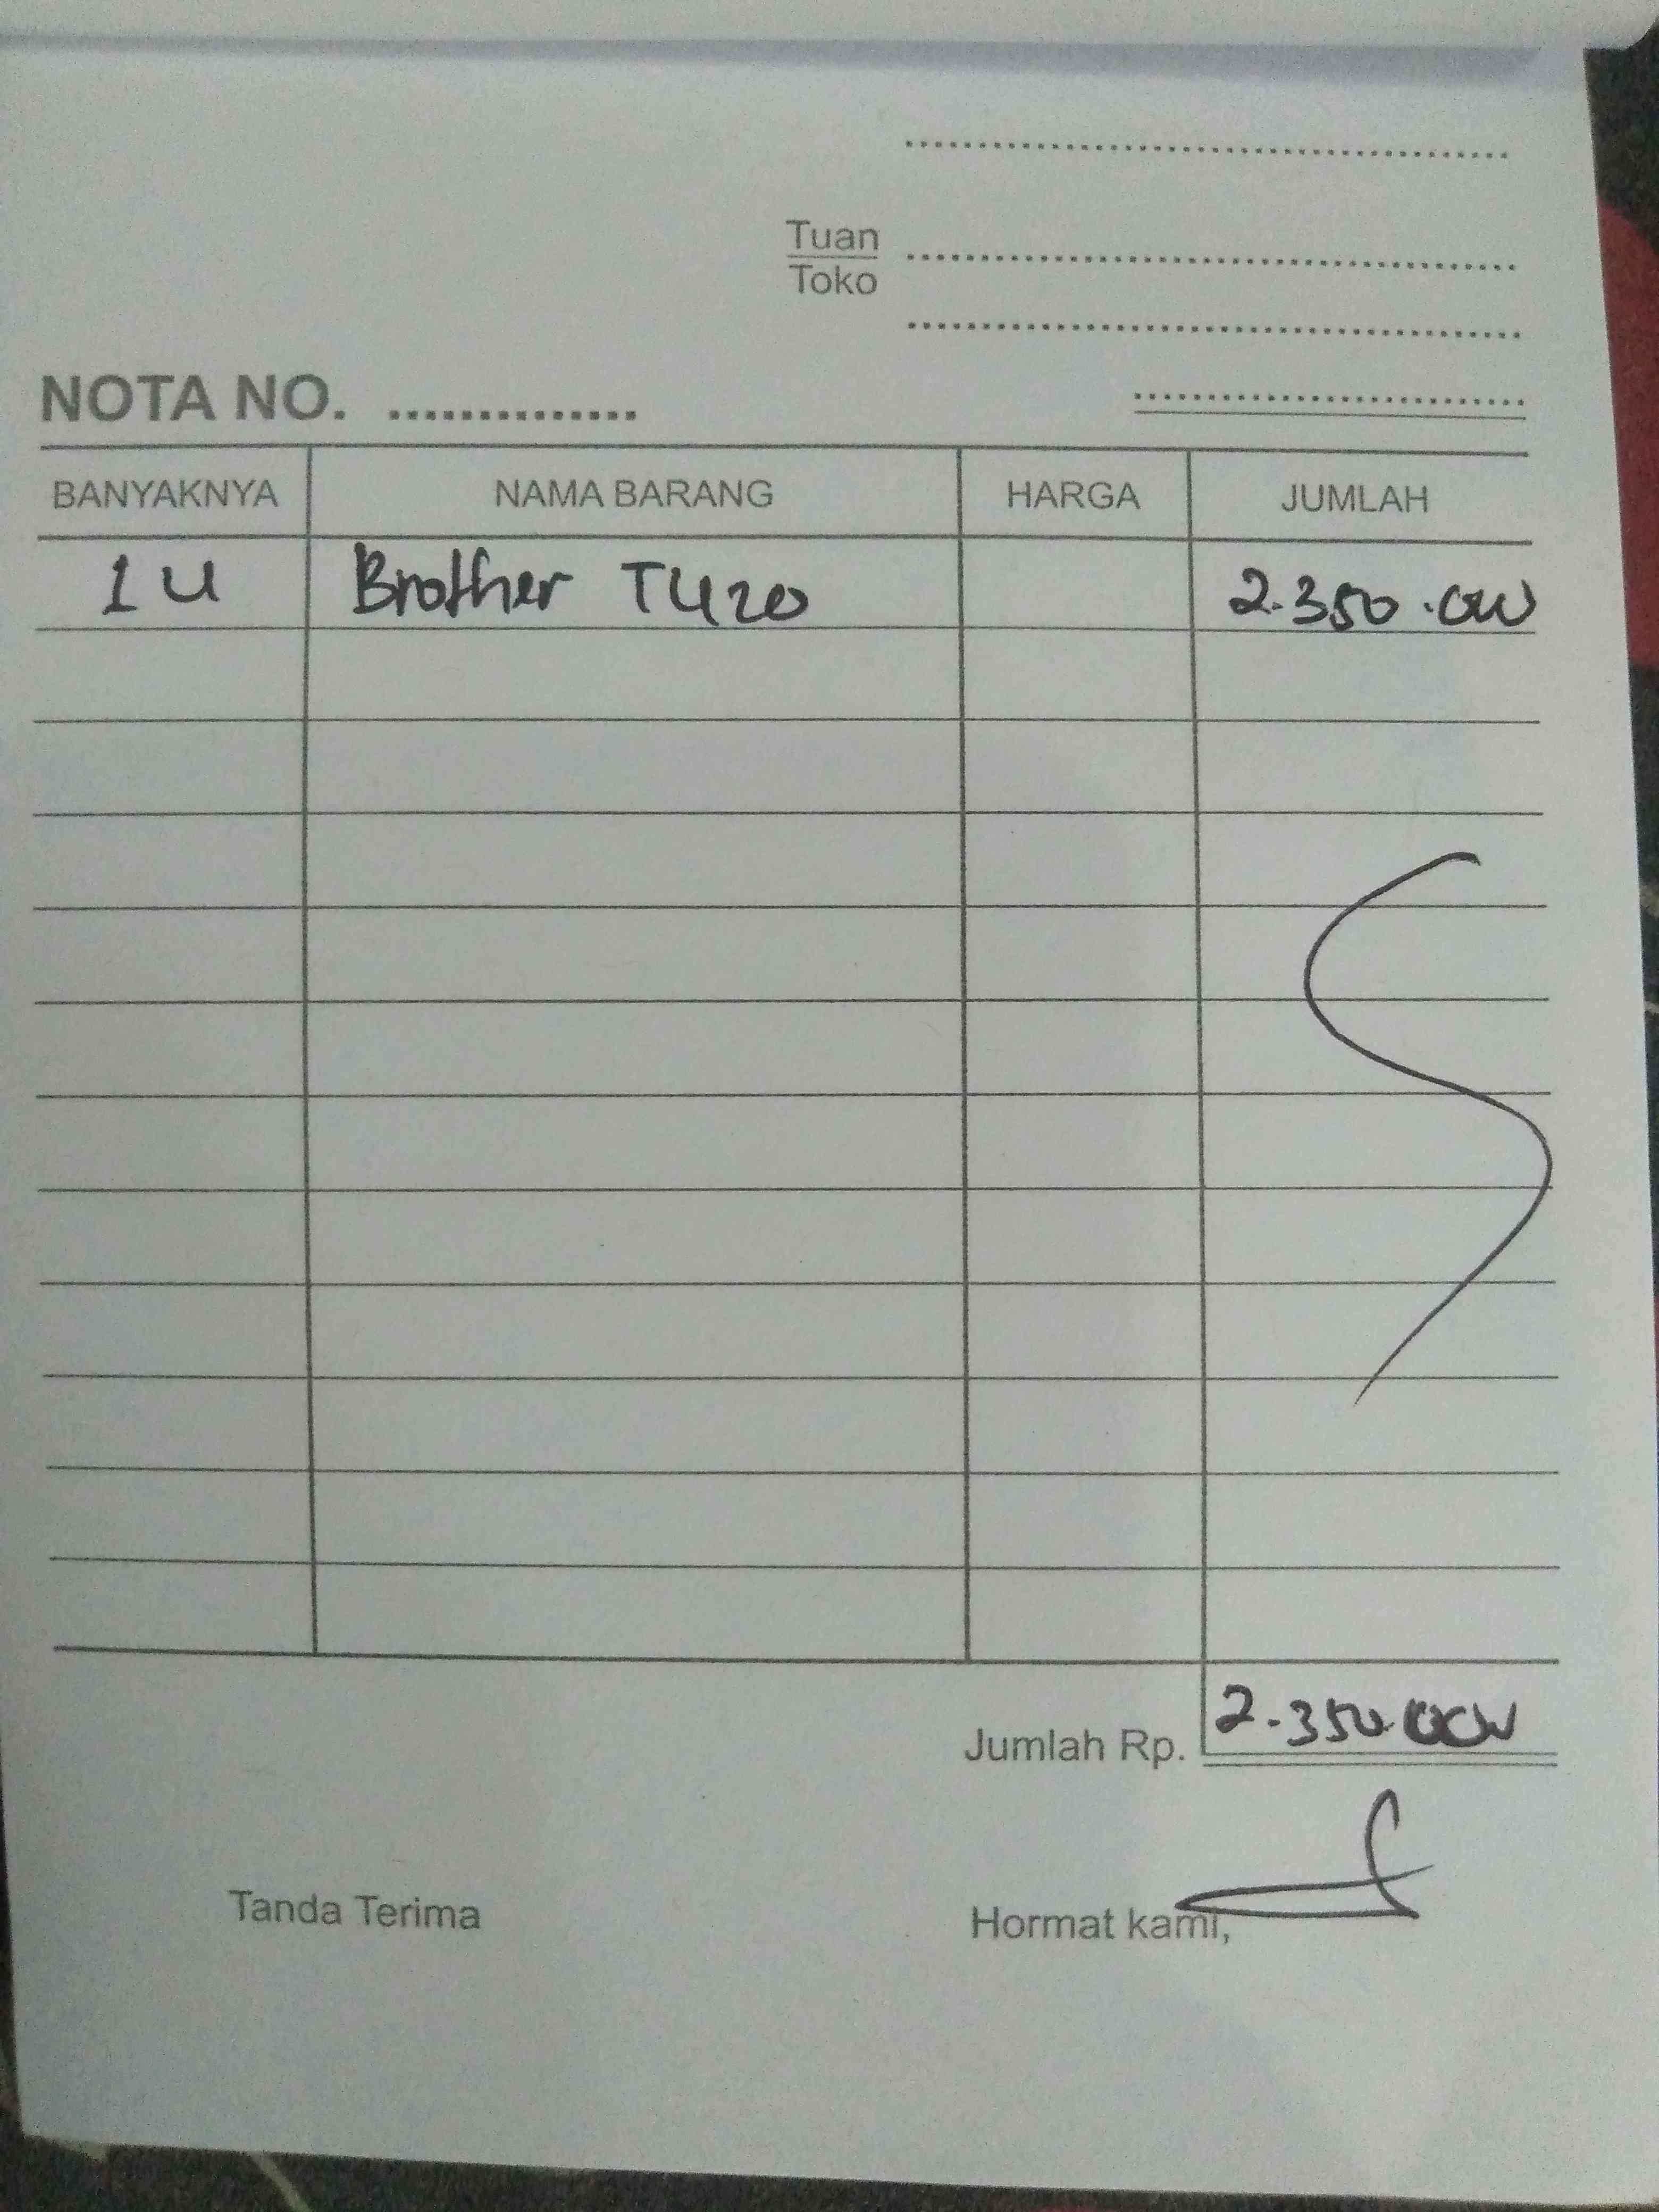 Tuan
Toko
NOTA NO. ..............
BANYAKNYA NAMA BARANG HARGA JUMLAH
1 U Brother T420 2.350.000
Jumlah Rp. 2.350.000
Tanda Terima Hormat kami,